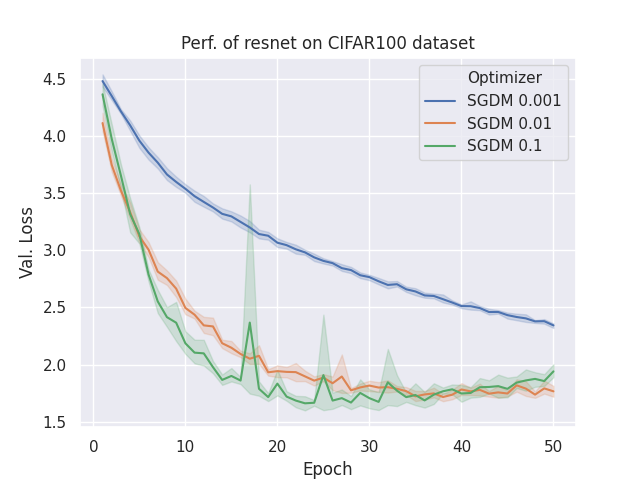 Perf. of resnet on CIFAR100 dataset
Optimizer
SGDM 0.001
SGDM 0.01
SGDM 0.1
Val. Loss
4.5
4.0
3.5
3.0
2.5
2.0
1.5
0 10 20 30 40 50
Epoch